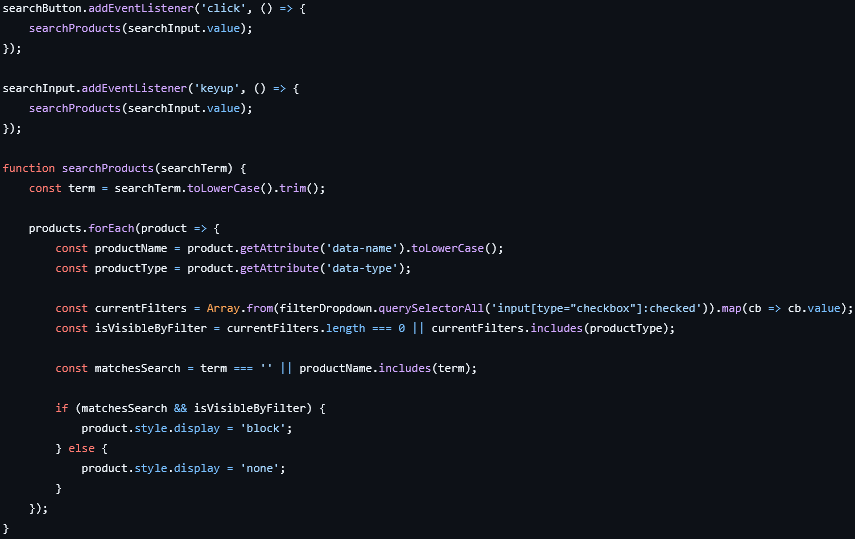 searchButton.addEventListener('click', () => {
    searchProducts(searchInput.value);
});

searchInput.addEventListener('keyup', () => {
    searchProducts(searchInput.value);
});

function searchProducts(searchTerm) {
    const term = searchTerm.toLowerCase().trim();

    products.forEach(product => {
        const productName = product.getAttribute('data-name').toLowerCase();
        const productType = product.getAttribute('data-type');

        const currentFilters = Array.from(filterDropdown.querySelectorAll('input[type="checkbox"]:checked')).map(cb => cb.value);
        const isVisibleByFilter = currentFilters.length === 0 || currentFilters.includes(productType);

        const matchesSearch = term === '' || productName.includes(term);

        if (matchesSearch && isVisibleByFilter) {
            product.style.display = 'block';
        } else {
            product.style.display = 'none';
        }
    });
}